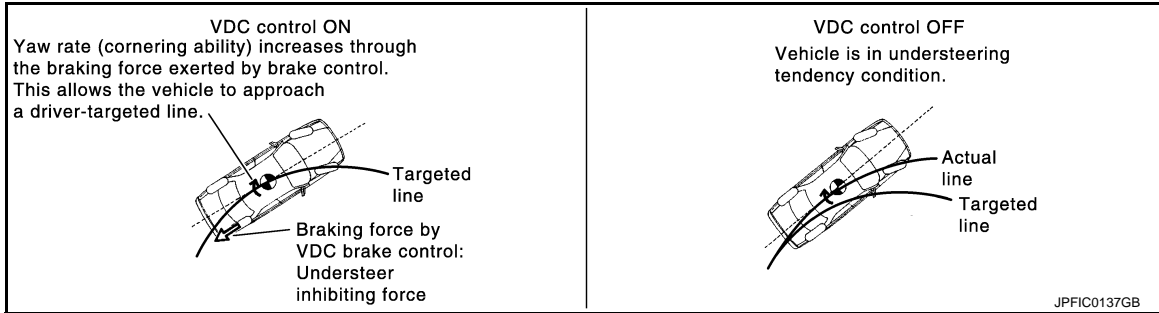 VDC control ON
Yaw rate (cornering ability) increases through
the braking force exerted by brake control.
This allows the vehicle to approach
a driver-targeted line.
Targeted
line
Braking force by
VDC brake control:
Understeer
inhibiting force
VDC control OFF
Vehicle is in understeering
tendency condition.
Actual
line
Targeted
line
JPFIC0137GB